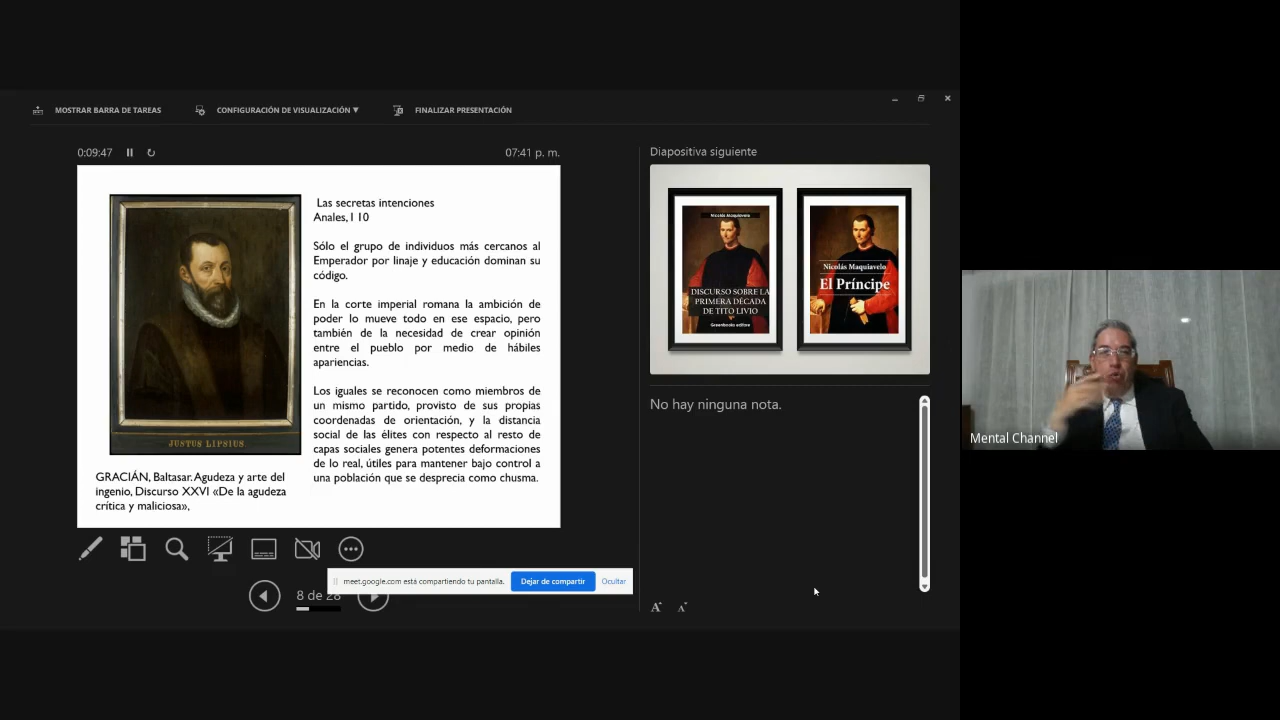 MOSTRAR BARRA DE TAREAS
CONFIGURACIÓN DE VISUALIZACIÓN ▼
FINALIZAR PRESENTACIÓN
0:09:47
07:41 p. m.
JUSTUS LIPSIUS.
GRACIÁN, Baltasar. Agudeza y arte del
ingenio, Discurso XXVI «De la agudeza
crítica y maliciosa»,
Las secretas intenciones
Anales, I 10
Sólo el grupo de individuos más cercanos al
Emperador por linaje y educación dominan su
código.
En la corte imperial romana la ambición de
poder lo mueve todo en ese espacio, pero
también de la necesidad de crear opinión
entre el pueblo por medio de hábiles
apariencias.
Los iguales se reconocen como miembros de
un mismo partido, provisto de sus propias
coordenadas de orientación, y la distancia
social de las élites con respecto al resto de
capas sociales genera potentes deformaciones
de lo real, útiles para mantener bajo control a
una población que se desprecia como chusma.
Diapositiva siguiente
Nicolás Maquiavelo
DISCURSO SOBRE LA
PRIMERA DÉCADA
DE TITO LIVIO
Greenbooks editore
Nicolás Maquiavelo
El Príncipe
No hay ninguna nota.
meet.google.com está compartiendo tu pantalla.
Dejar de compartir
Ocultar
8 de 28
A A
Mental Channel